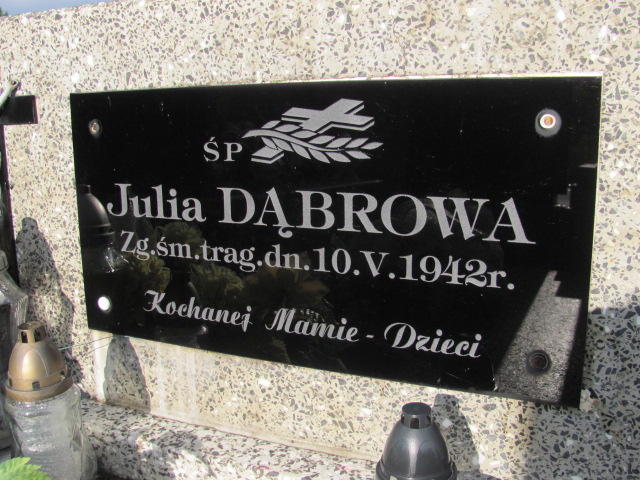 ŚP
Julia DĄBROWA
Zg.śm.trag.dn.10.V.1942r.
Kochanej Mamie - Dzieci